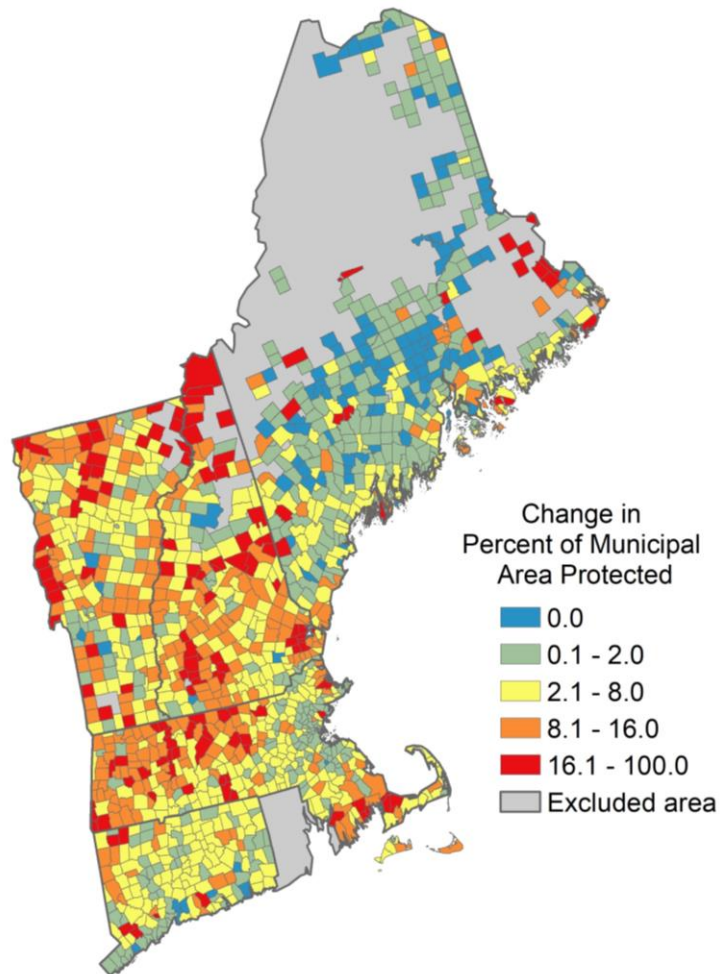 Change in
Percent of Municipal
Area Protected
0.0
0.1 - 2.0
2.1 - 8.0
8.1 - 16.0
16.1 - 100.0
Excluded area